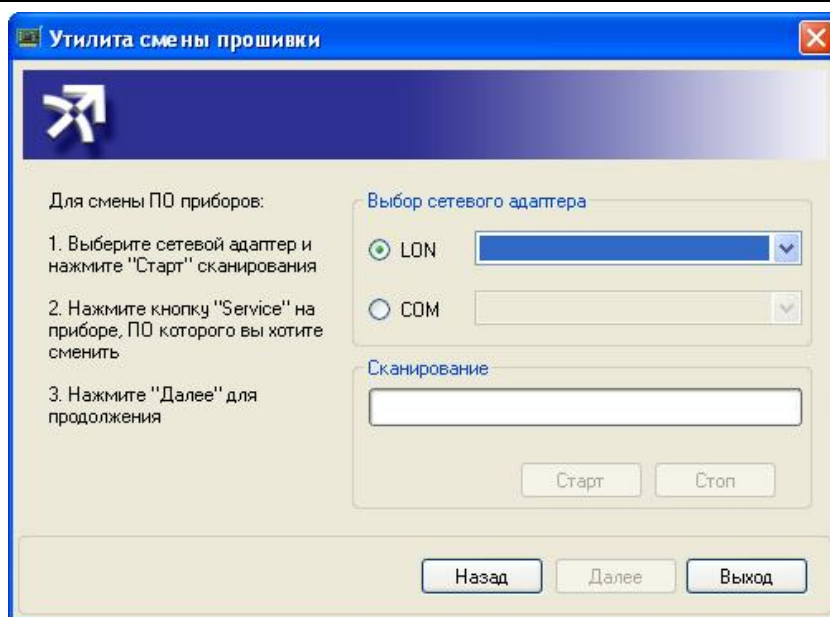 Утилита смены прошивки
Для смены ПО приборов:
1. Выберите сетевой адаптер и
нажмите "Старт" сканирования
2. Нажмите кнопку "Service" на
приборе, ПО которого вы хотите
сменить
3. Нажмите "Далее" для
продолжения
Выбор сетевого адаптера
LON
COM
Сканирование
Старт
Стоп
Назад
Далее
Выход